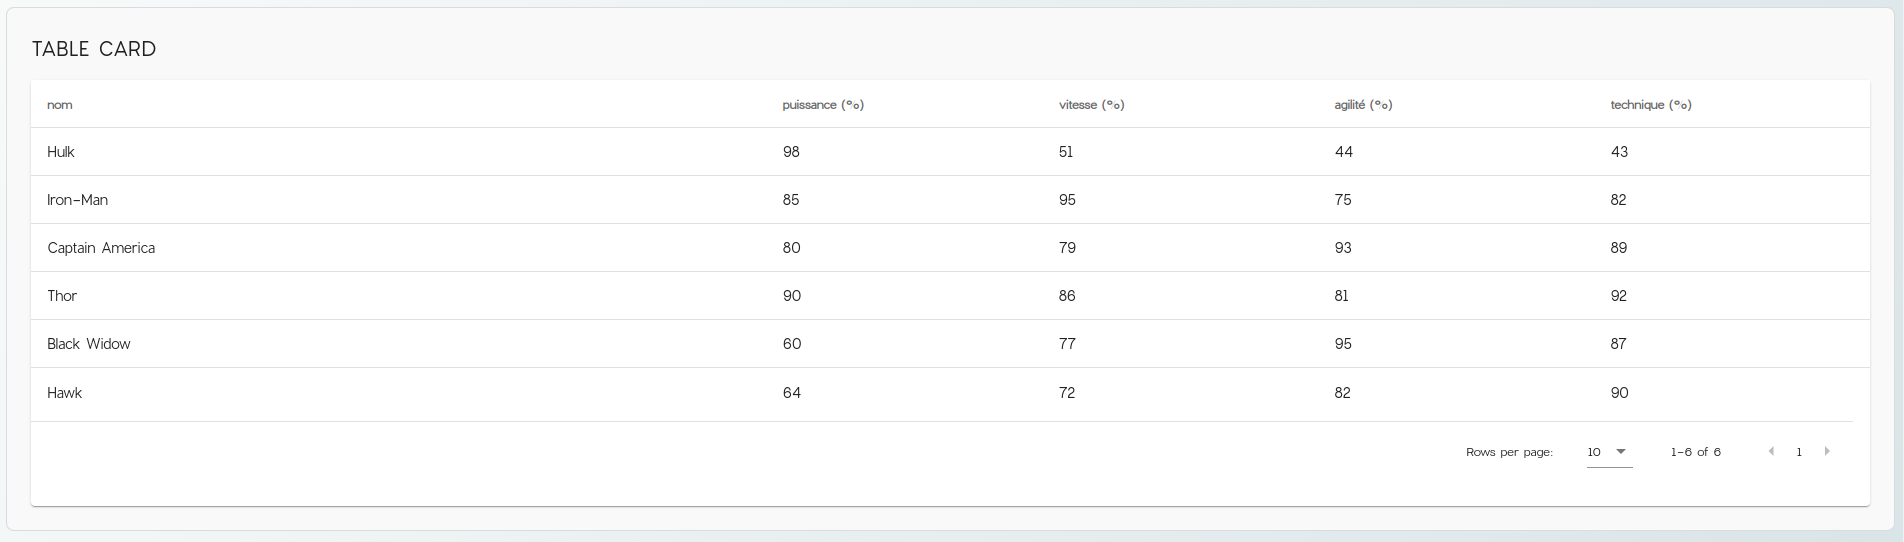 TABLE CARD
nom puissance (%) vitesse (%) agilité (%) technique (%)
Hulk 98 51 44 43
Iron-Man 85 95 75 82
Captain America 80 79 93 89
Thor 90 86 81 92
Black Widow 60 77 95 87
Hawk 64 72 82 90
Rows per page: 10 1-6 of 6 1